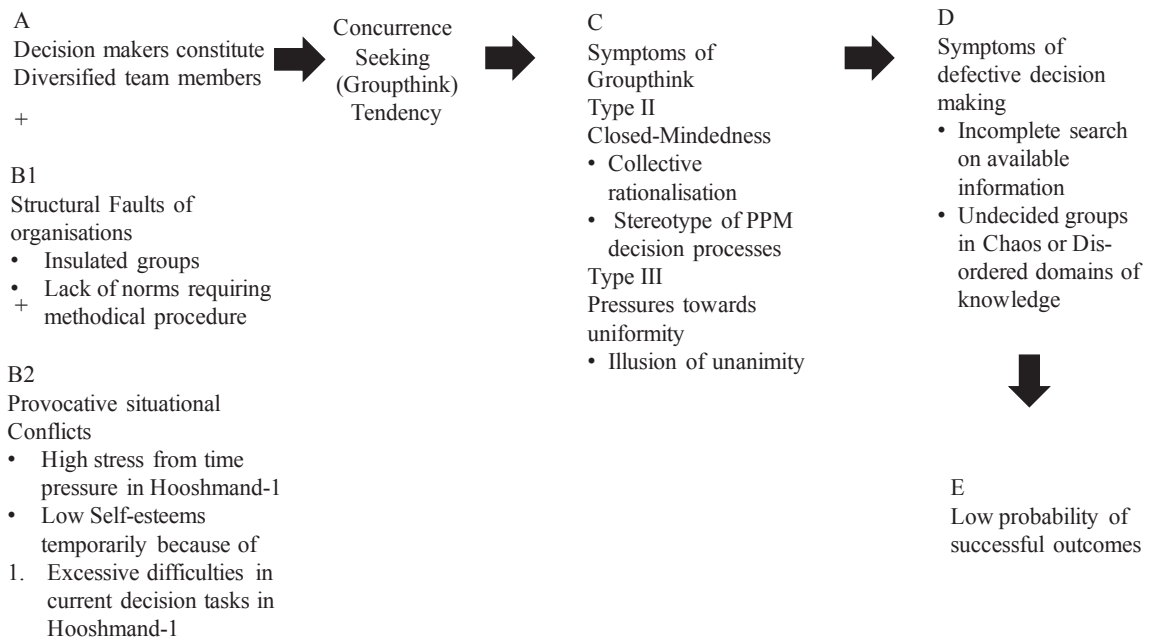 A
Decision makers constitute
Diversified team members
+
B1
Structural Faults of
organisations
• Insulated groups
• Lack of norms requiring
+ methodical procedure
B2
Provocative situational
Conflicts
• High stress from time
pressure in Hooshmand-1
• Low Self-esteems
temporarily because of
1. Excessive difficulties in
current decision tasks in
Hooshmand-1
Concurrence
Seeking
(Groupthink)
Tendency
C
Symptoms of
Groupthink
Type II
Closed-Mindedness
• Collective
rationalisation
• Stereotype of PPM
decision processes
Type III
Pressures towards
uniformity
• Illusion of unanimity
D
Symptoms of
defective decision
making
• Incomplete search
on available
information
• Undecided groups
in Chaos or Dis-
ordered domains of
knowledge
E
Low probability of
successful outcomes